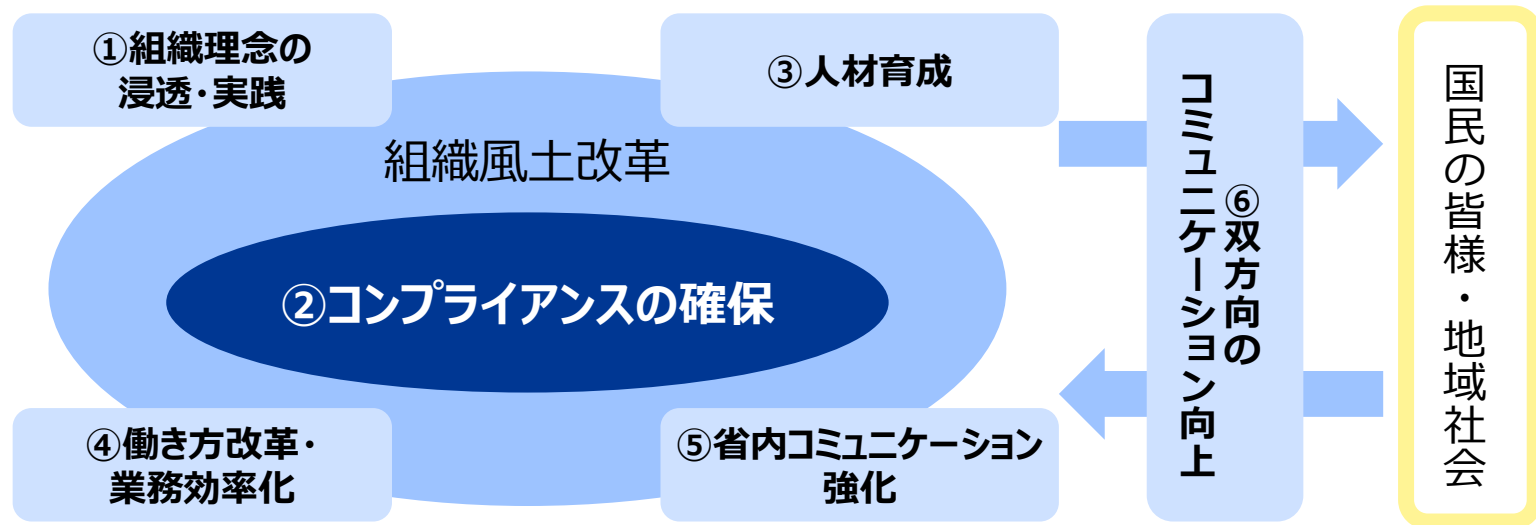 ①組織理念の
浸透・実践
③人材育成
組織風土改革
②コンプライアンスの確保
④働き方改革・
業務効率化
⑤省内コミュニケーション
強化
⑥双方向の
コミュニケーション向上
国民の皆様・地域社会